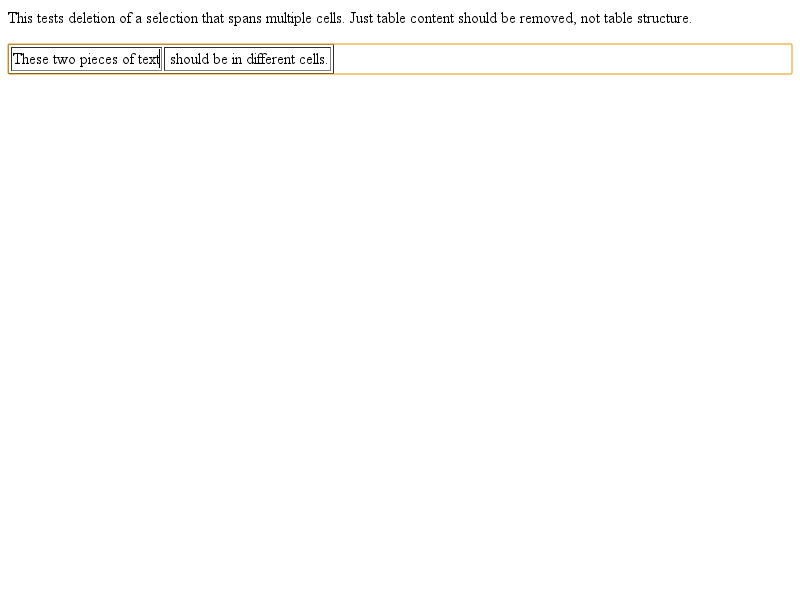 This tests deletion of a selection that spans multiple cells. Just table content should be removed, not table structure.
These two pieces of text should be in different cells.